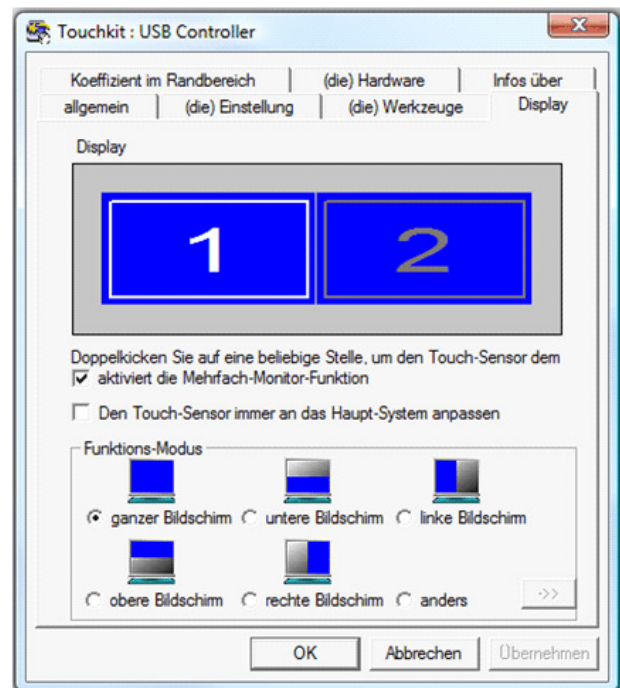 Touchkit : USB Controller
Koeffizient im Randbereich (die) Hardware Infos über
allgemein (die) Einstellung (die) Werkzeuge Display
Display
1 2
Doppelkicken Sie auf eine beliebige Stelle, um den Touch-Sensor dem
aktiviert die Mehrfach-Monitor-Funktion
Den Touch-Sensor immer an das Haupt-System anpassen
Funktions-Modus
ganzer Bildschirm untere Bildschirm linke Bildschirm
obere Bildschirm rechte Bildschirm anders ->>
OK Abbrechen Übernehmen